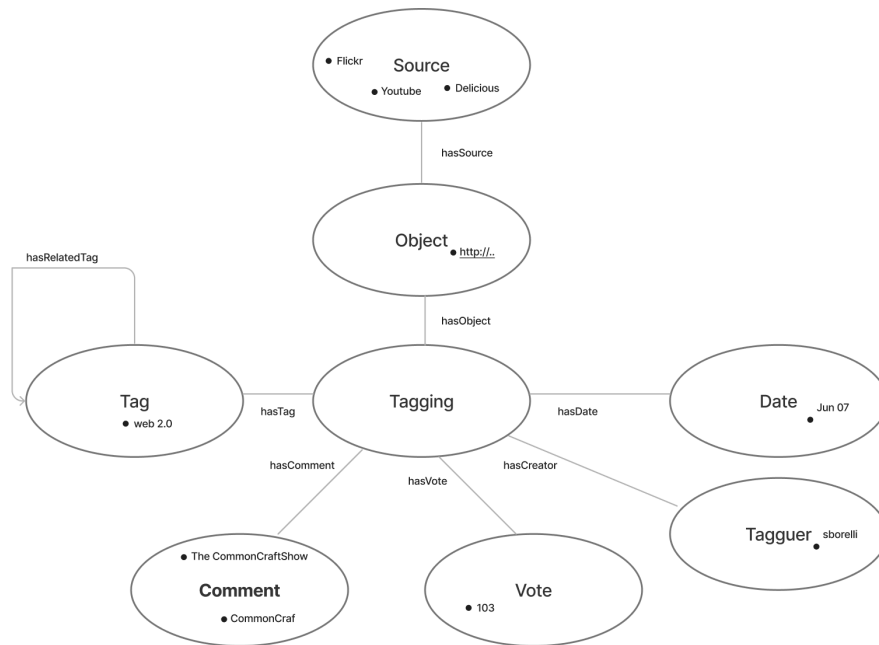 Source
Flickr
Youtube
Delicious
hasSource
Object
http://..
hasRelatedTag
hasObject
Tag
web 2.0
hasTag
Tagging
hasDate
Date
Jun 07
hasComment
hasVote
hasCreator
Tagguer
sborelli
The CommonCraftShow
Comment
CommonCraf
Vote
103